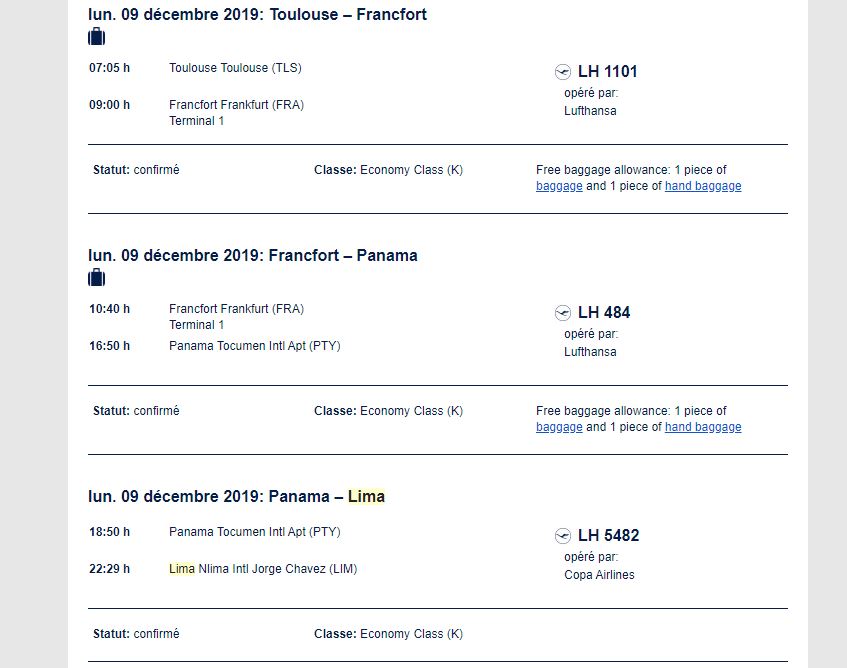 lun. 09 décembre 2019: Toulouse – Francfort
07:05 h Toulouse Toulouse (TLS) LH 1101
opéré par:
09:00 h Francfort Frankfurt (FRA) Lufthansa
Terminal 1
Statut: confirmé Classe: Economy Class (K) Free baggage allowance: 1 piece of
baggage and 1 piece of hand baggage
lun. 09 décembre 2019: Francfort – Panama
10:40 h Francfort Frankfurt (FRA) LH 484
Terminal 1 opéré par:
16:50 h Panama Tocumen Intl Apt (PTY) Lufthansa
Statut: confirmé Classe: Economy Class (K) Free baggage allowance: 1 piece of
baggage and 1 piece of hand baggage
lun. 09 décembre 2019: Panama – Lima
18:50 h Panama Tocumen Intl Apt (PTY) LH 5482
opéré par:
22:29 h Lima Nlima Intl Jorge Chavez (LIM) Copa Airlines
Statut: confirmé Classe: Economy Class (K)